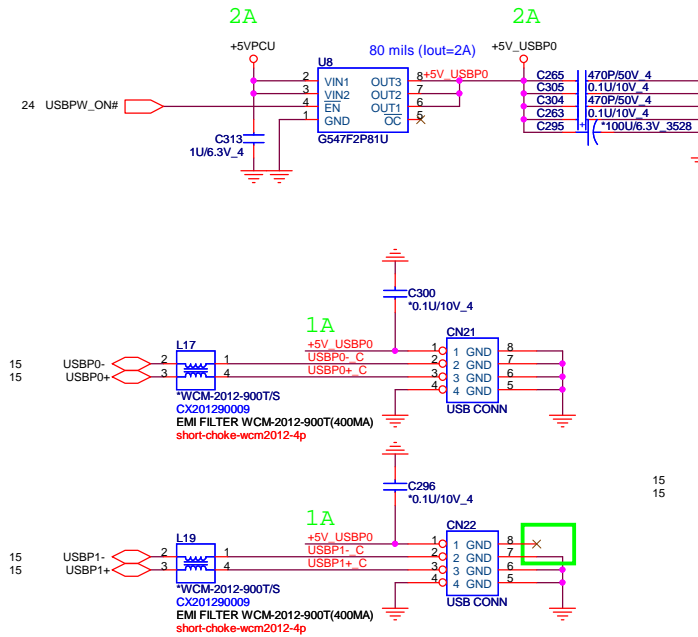 2A
2A
+5VPCU
+5V_USBP0
80 mils (Iout=2A)
U8
2 VIN1 OUT3 8 +5V_USBP0
3 VIN2 OUT2 7
4 EN OUT1 6
1 GND OC 5
G547F2P81U
24 USBPW_ON#
C313
1U/6.3V_4
C265 470P/50V_4
C305 0.1U/10V_4
C304 470P/50V_4
C263 0.1U/10V_4
C295 + *100U/6.3V_3528
C300
*0.1U/10V_4
1A
CN21
+5V_USBP0 1 1 GND 8
USBP0-_C 2 2 GND 7
USBP0+_C 3 3 GND 6
4 4 GND 5
USB CONN
L17
15 USBP0- 2 1
15 USBP0+ 3 4
*WCM-2012-900T/S
CX201290009
EMI FILTER WCM-2012-900T(400MA)
short-choke-wcm2012-4p
C296
*0.1U/10V_4
15
15
1A
CN22
+5V_USBP0 1 1 GND 8
USBP1-_C 2 2 GND 7
USBP1+_C 3 3 GND 6
4 4 GND 5
USB CONN
L19
15 USBP1- 2 1
15 USBP1+ 3 4
*WCM-2012-900T/S
CX201290009
EMI FILTER WCM-2012-900T(400MA)
short-choke-wcm2012-4p